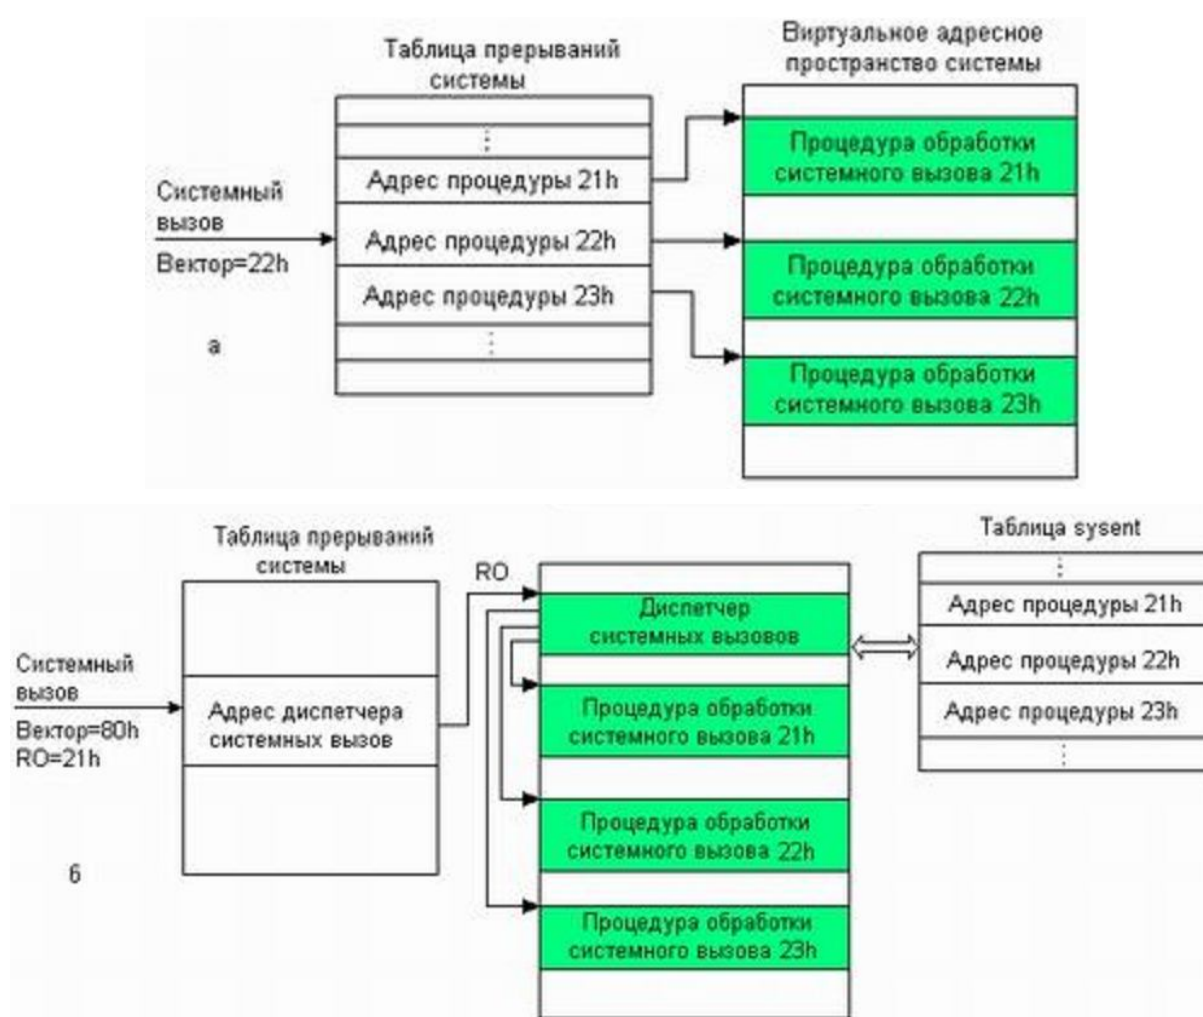 Таблица прерываний
системы
Виртуальное адресное
пространство системы
Системный
вызов
Вектор=22h
⋮
Адрес процедуры 21h
Адрес процедуры 22h
Адрес процедуры 23h
⋮
Процедура обработки
системного вызова 21h
Процедура обработки
системного вызова 22h
Процедура обработки
системного вызова 23h
а
Таблица прерываний
системы
Системный
вызов
Вектор=80h
RO=21h
Адрес диспетчера
системных вызов
RO
Диспетчер
системных вызовов
Процедура обработки
системного вызова 21h
Процедура обработки
системного вызова 22h
Процедура обработки
системного вызова 23h
Таблица sysent
⋮
Адрес процедуры 21h
Адрес процедуры 22h
Адрес процедуры 23h
⋮
б